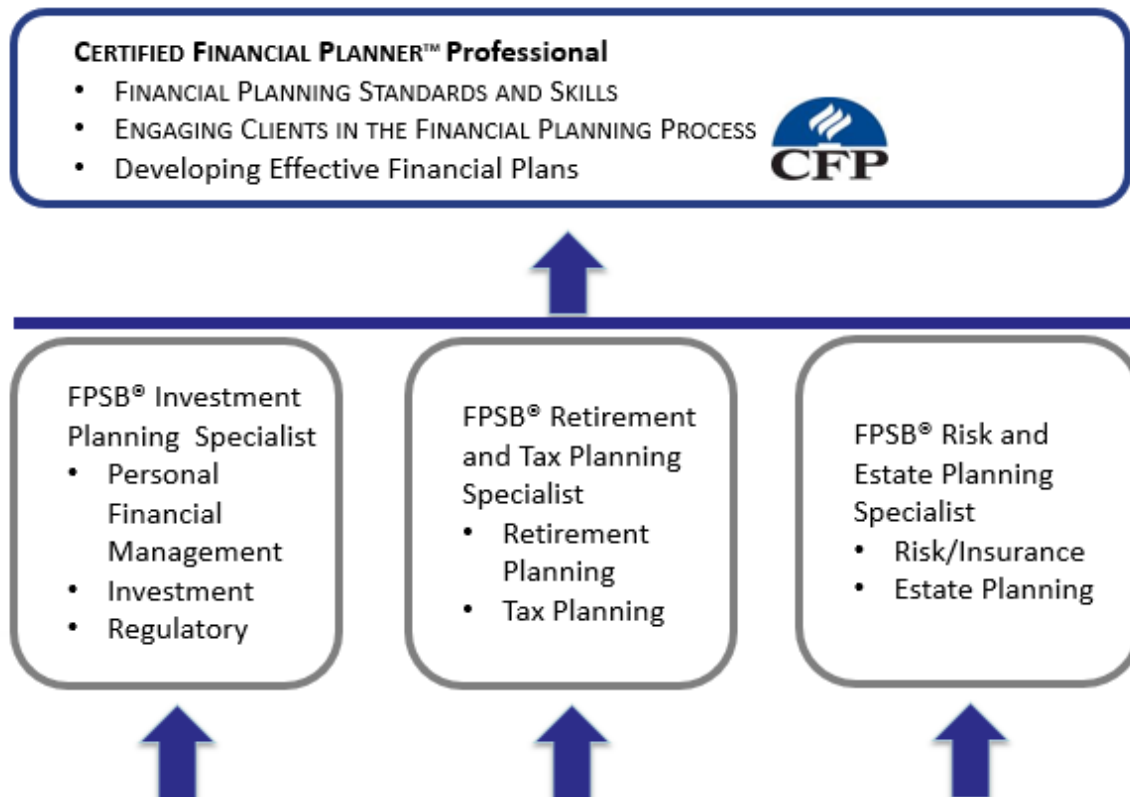 CERTIFIED FINANCIAL PLANNER™ Professional
• FINANCIAL PLANNING STANDARDS AND SKILLS
• ENGAGING CLIENTS IN THE FINANCIAL PLANNING PROCESS
• Developing Effective Financial Plans
CFP
FPSB® Investment
Planning Specialist
• Personal
Financial
Management
• Investment
• Regulatory
FPSB® Retirement
and Tax Planning
Specialist
• Retirement
Planning
• Tax Planning
FPSB® Risk and
Estate Planning
Specialist
• Risk/Insurance
• Estate Planning